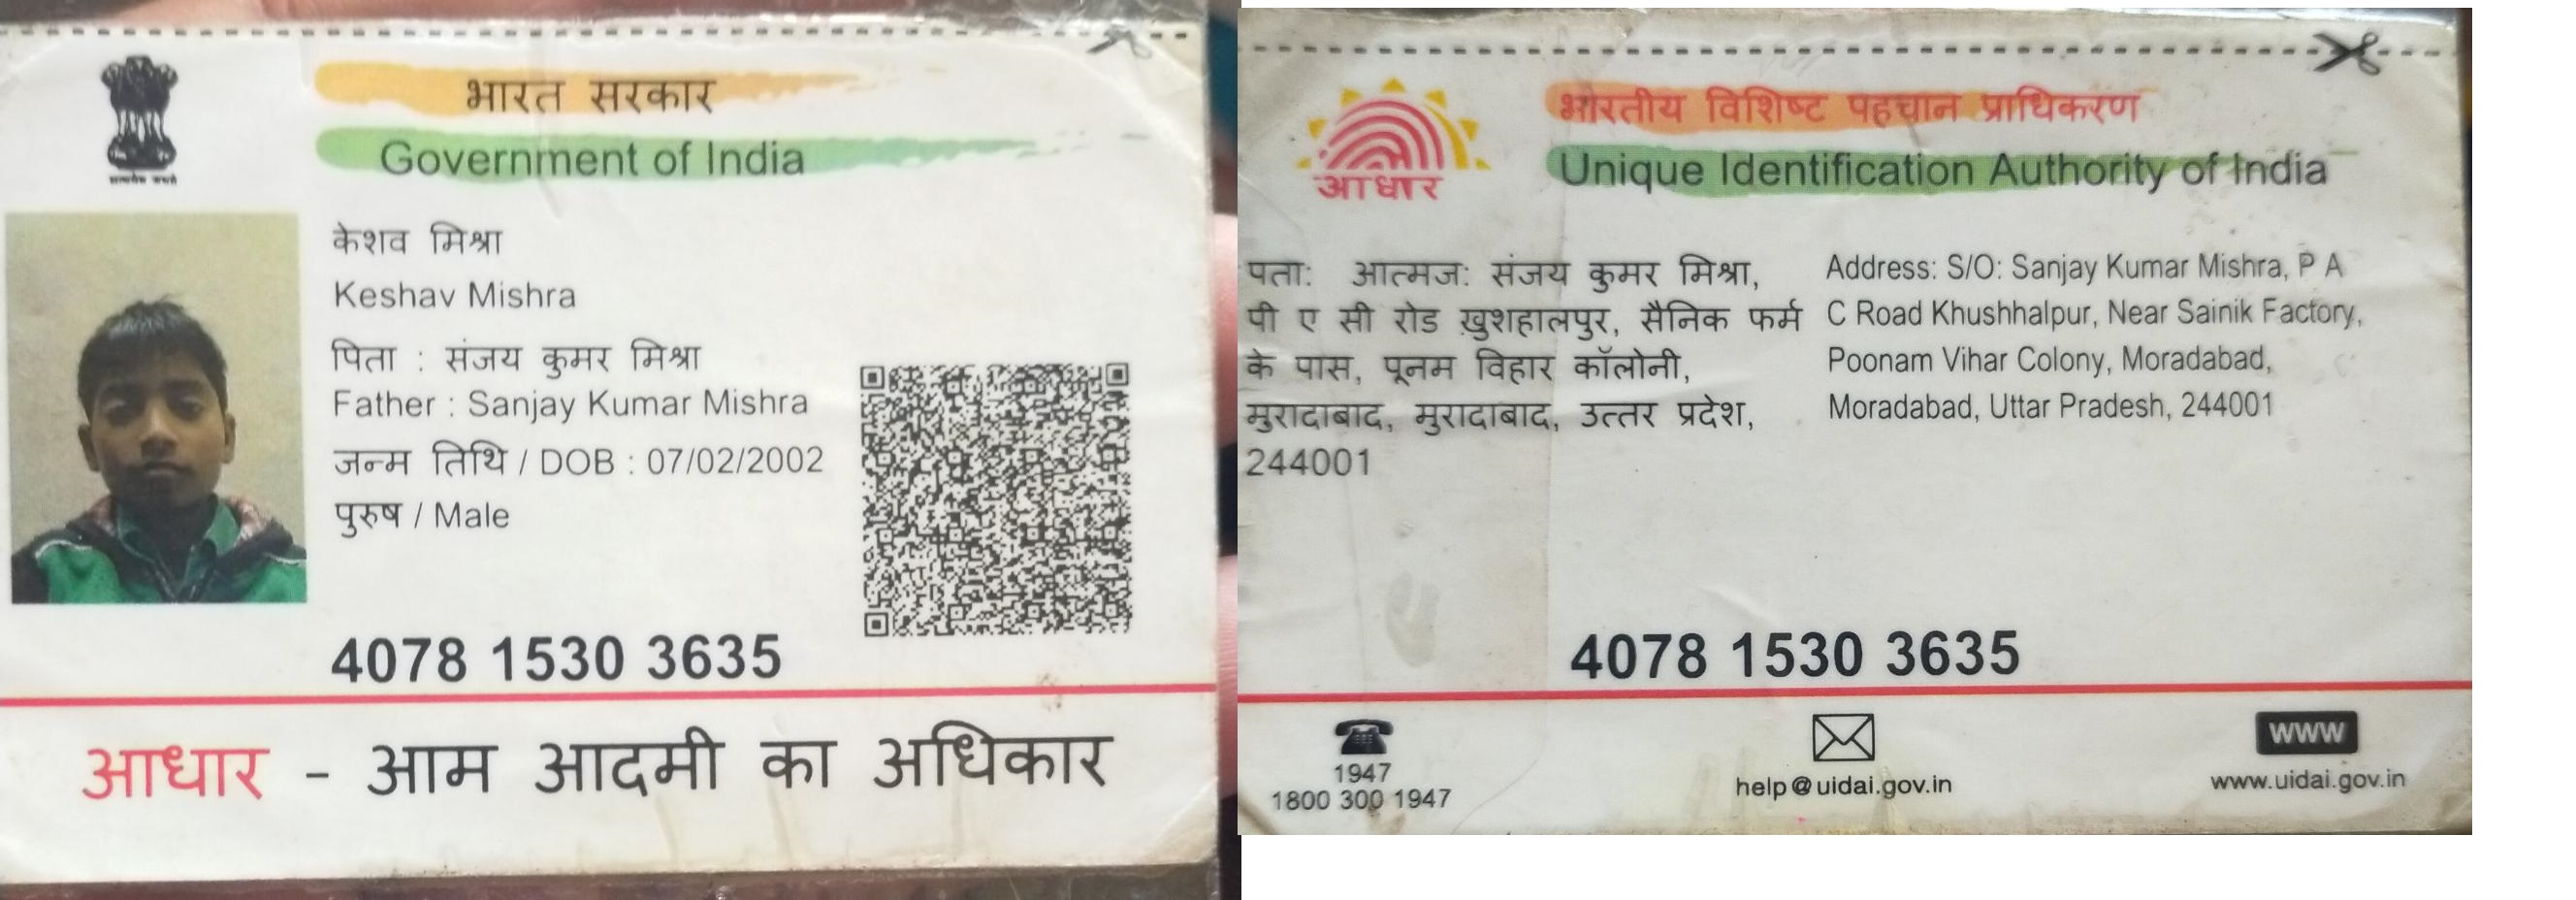 भारत सरकार
Government of India
केशव मिश्रा
Keshav Mishra
पिता : संजय कुमर मिश्रा
Father : Sanjay Kumar Mishra
जन्म तिथि / DOB : 07/02/2002
पुरुष / Male
4078 1530 3635
आधार - आम आदमी का अधिकार
भारतीय विशिष्ट पहचान प्राधिकरण
Unique Identification Authority of India
आधार
पता: आत्मज: संजय कुमर मिश्रा,
पी ए सी रोड ख़ुशहालपुर, सैनिक फर्म
के पास, पूनम विहार कॉलोनी,
मुरादाबाद, मुरादाबाद, उत्तर प्रदेश,
244001
Address: S/O: Sanjay Kumar Mishra, P A
C Road Khushhalpur, Near Sainik Factory,
Poonam Vihar Colony, Moradabad,
Moradabad, Uttar Pradesh, 244001
4078 1530 3635
1947
1800 300 1947
help@uidai.gov.in
www
www.uidai.gov.in